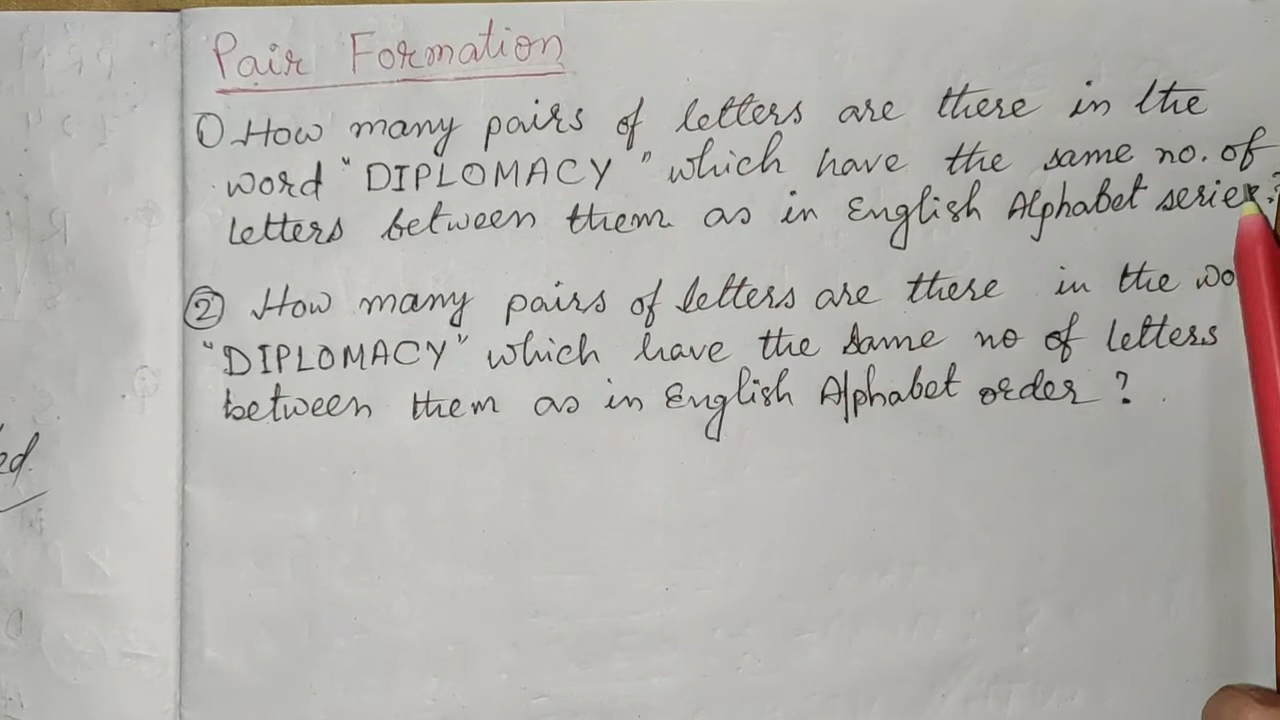 Pair Formation
1) How many pairs of letters are there in the
word "DIPLOMACY" which have the same no. of
letters between them as in English Alphabet series?
② How many pairs of letters are there in the wo
"DIPLOMACY" which have the same no of letters
between them as in English Alphabet order?
ed.